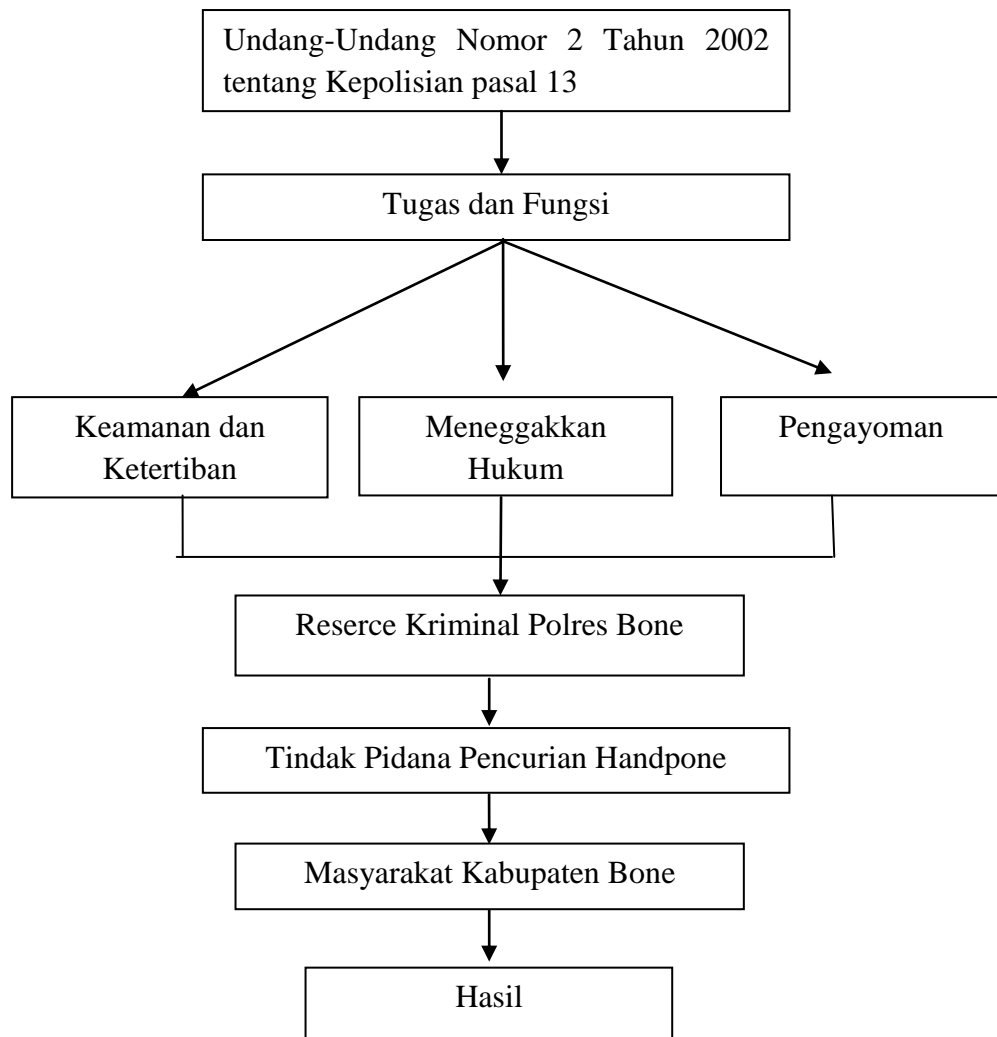 Undang-Undang Nomor 2 Tahun 2002
tentang Kepolisian pasal 13
Tugas dan Fungsi
Keamanan dan
Ketertiban
Meneggakkan
Hukum
Pengayoman
Reserce Kriminal Polres Bone
Tindak Pidana Pencurian Handpone
Masyarakat Kabupaten Bone
Hasil